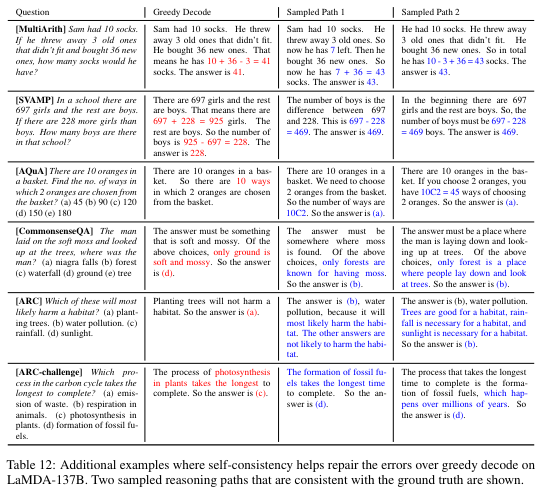 Question Greedy Decode Sampled Path 1 Sampled Path 2
[MultiArith] Sam had 10 socks.
If he threw away 3 old ones
that didn't fit and bought 36 new
ones, how many socks would he
have?
Sam had 10 socks. He threw
away 3 old ones that didn't fit.
He bought 36 new ones. That
means he has 10 + 36 - 3 = 41
socks. The answer is 41.
Sam had 10 socks. He threw
away 3 old ones. So
now he has 7 left. Then he
bought 36 new ones. So
now he has 7 + 36 = 43
socks. The answer is 43.
He had 10 socks. He threw away
3 old ones that didn't fit. He
bought 36 new ones. So in total
he has 10 - 3 + 36 = 43 socks. The
answer is 43.
[SVAMP] In a school there are
697 girls and the rest are boys.
If there are 228 more girls than
boys. How many boys are there
in that school?
There are 697 girls and the rest
are boys. That means there are
697 + 228 = 925 girls. The
rest are boys. So the number of
boys is 925 - 697 = 228. The
answer is 228.
The number of boys is the
difference between 697
and 228. This is 697 - 228
= 469. The answer is 469.
In the beginning there are 697
girls and the rest are boys. So, the
number of boys must be 697 - 228
= 469 boys. The answer is 469.
[AQuA] There are 10 oranges in
a basket. Find the no. of ways in
which 2 oranges are chosen from
the basket? (a) 45 (b) 90 (c) 120
(d) 150 (e) 180
There are 10 oranges in a bas-
ket. So there are 10 ways
in which 2 oranges are chosen
from the basket.
There are 10 oranges in a
basket. We need to choose
2 oranges from the basket.
So the number of ways are
10C2. So the answer is (a).
There are 10 oranges in the bas-
ket. If you choose 2 oranges, you
have 10C2 = 45 ways of choosing
2 oranges. So the answer is (a).
[CommonsenseQA] The man
laid on the soft moss and looked
up at the trees, where was the
man? (a) niagra falls (b) forest
(c) waterfall (d) ground (e) tree
The answer must be something
that is soft and mossy. Of the
above choices, only ground is
soft and mossy. So the answer
is (d).
The answer must be
somewhere where moss
is found. Of the above
choices, only forests are
known for having moss. So
the answer is (b).
The answer must be a place where
the man is laying down and look-
ing up at trees. Of the above
choices, only forest is a place
where people lay down and look
at trees. So the answer is (b).
[ARC] Which of these will most
likely harm a habitat? (a) plant-
ing trees. (b) water pollution. (c)
rainfall. (d) sunlight.
Planting trees will not harm a
habitat. So the answer is (a).
The answer is (b), water
pollution, because it will
most likely harm the habi-
tat. The other answers are
not likely to harm the habi-
tat.
The answer is (b), water pollution.
Trees are good for a habitat, rain-
fall is necessary for a habitat, and
sunlight is necessary for a habitat.
So the answer is (b).
[ARC-challenge] Which pro-
cess in the carbon cycle takes the
longest to complete? (a) emis-
sion of waste. (b) respiration in
animals. (c) photosynthesis in
plants. (d) formation of fossil fu-
els.
The process of photosynthesis
in plants takes the longest to
complete. So the answer is (c).
The formation of fossil fu-
els takes the longest time
to complete. So the an-
swer is (d).
The process that takes the longest
time to complete is the forma-
tion of fossil fuels, which hap-
pens over millions of years. So
the answer is (d).
Table 12: Additional examples where self-consistency helps repair the errors over greedy decode on
LaMDA-137B. Two sampled reasoning paths that are consistent with the ground truth are shown.